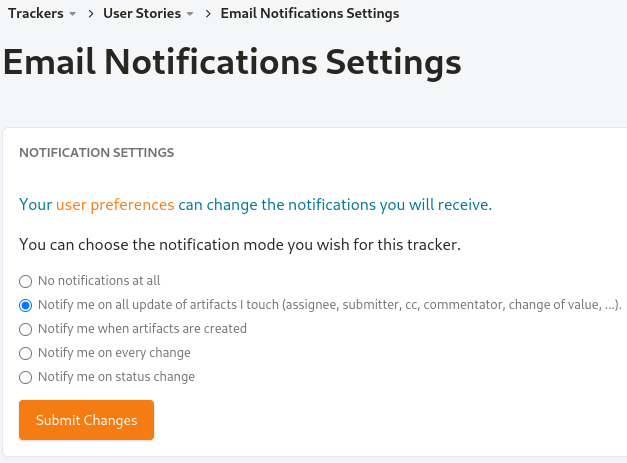 Trackers > User Stories > Email Notifications Settings
Email Notifications Settings
NOTIFICATION SETTINGS
Your user preferences can change the notifications you will receive.
You can choose the notification mode you wish for this tracker.
No notifications at all
Notify me on all update of artifacts I touch (assignee, submitter, cc, commentator, change of value, ...).
Notify me when artifacts are created
Notify me on every change
Notify me on status change
Submit Changes